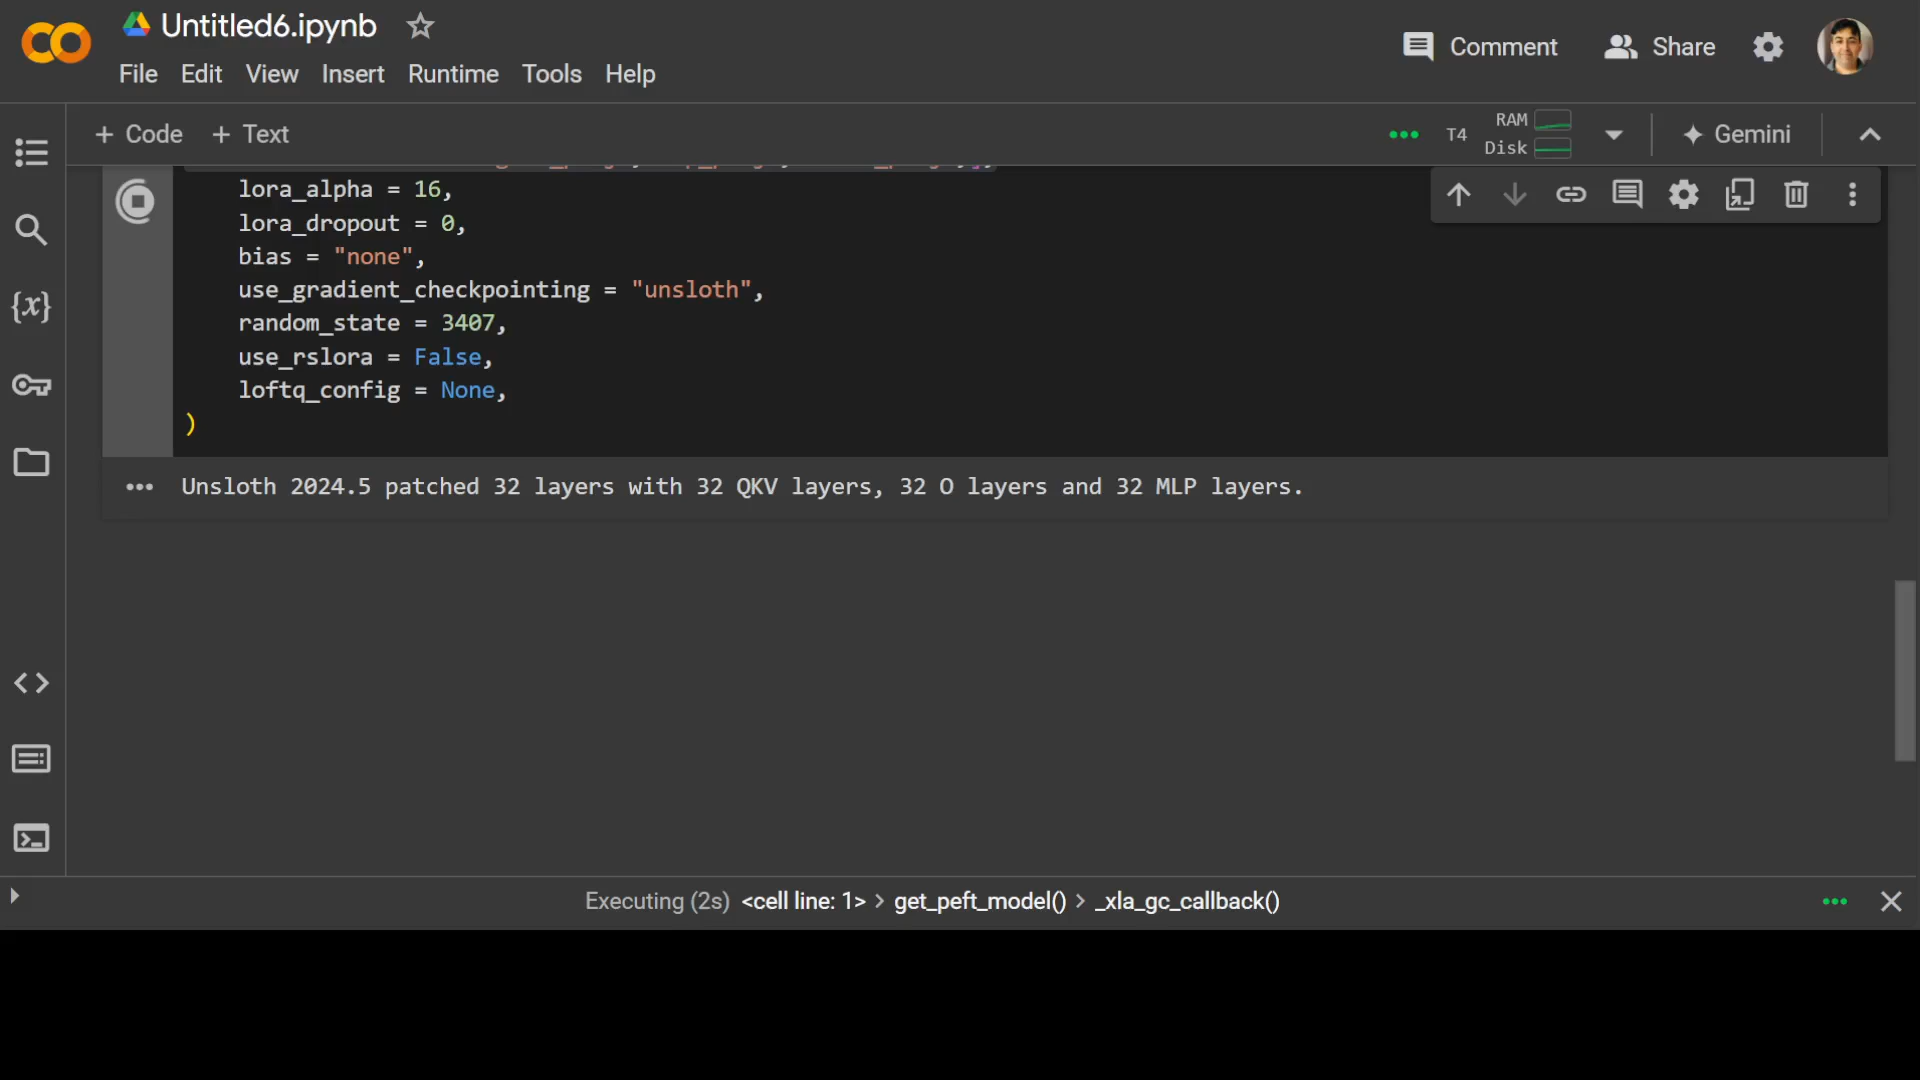 Untitled6.ipynb
File Edit View Insert Runtime Tools Help
Comment Share
+ Code + Text
T4 RAM Disk Gemini
lora_alpha = 16,
lora_dropout = 0,
bias = "none",
use_gradient_checkpointing = "unsloth",
random_state = 3407,
use_rslora = False,
loftq_config = None,
)
Unsloth 2024.5 patched 32 layers with 32 QKV layers, 32 O layers and 32 MLP layers.
{x}
Executing (2s) <cell line: 1> > get_peft_model() > _xla_gc_callback()